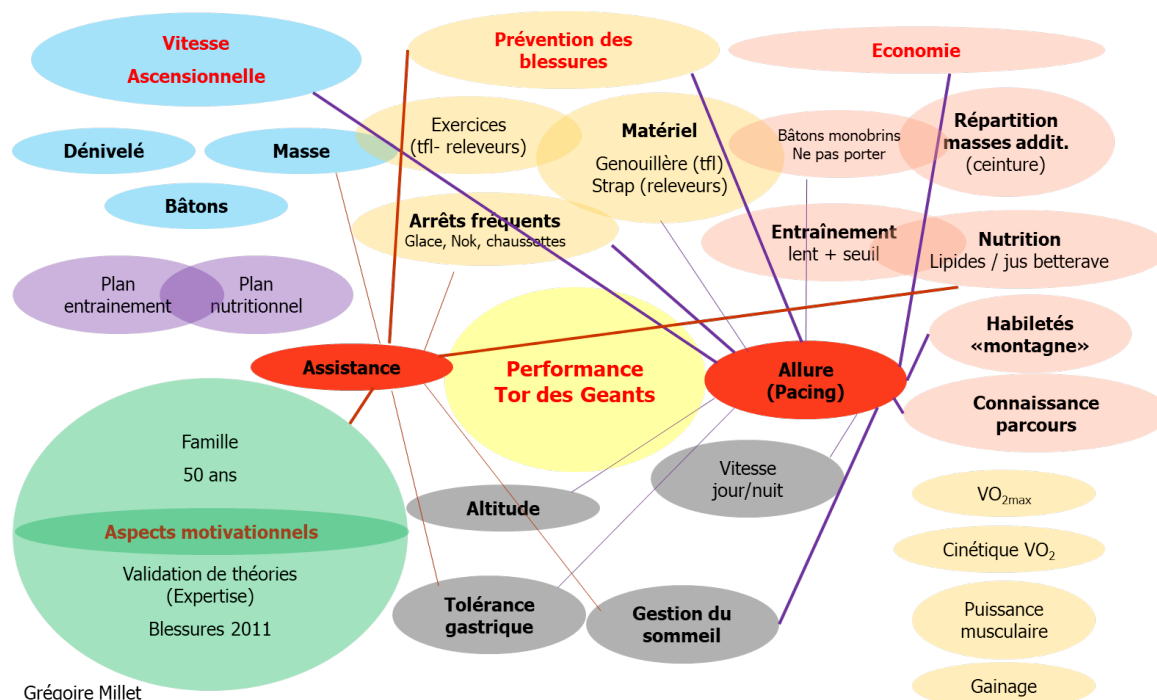 Vitesse
Ascensionnelle
Prévention des
blessures
Economie
Dénivelé
Masse
Bâtons
Exercices
(tfl- releveurs)
Matériel
Genouillère (tfl)
Strap (releveurs)
Bâtons monobrins
Ne pas porter
Répartition
masses addit.
(ceinture)
Arrêts fréquents
Glace, Nok, chaussettes
Entraînement
lent + seuil
Nutrition
Lipides / jus betterave
Plan
entrainement
Plan
nutritionnel
Habiletés
«montagne»
Assistance
Performance
Tor des Geants
Allure
(Pacing)
Connaissance
parcours
Famille
50 ans
Aspects motivationnels
Validation de théories
(Expertise)
Blessures 2011
Altitude
Vitesse
jour/nuit
Tolérance
gastrique
Gestion du
sommeil
VO2max
Cinétique VO2
Puissance
musculaire
Gainage
Grégoire Millet